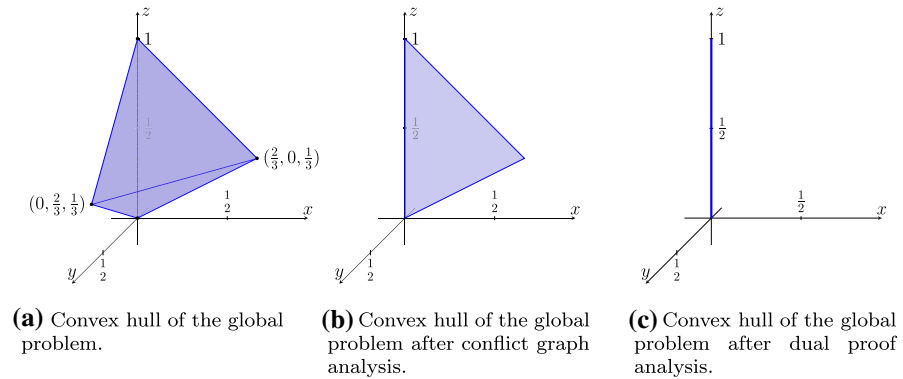 z
1
1/2
(2/3, 0, 1/3)
(0, 2/3, 1/3)
1/2
x
y
1/2
(a) Convex hull of the global
problem.
z
1
1/2
1/2
x
y
1/2
(b) Convex hull of the global
problem after conflict graph
analysis.
z
1
1/2
1/2
x
y
1/2
(c) Convex hull of the global
problem after dual proof
analysis.